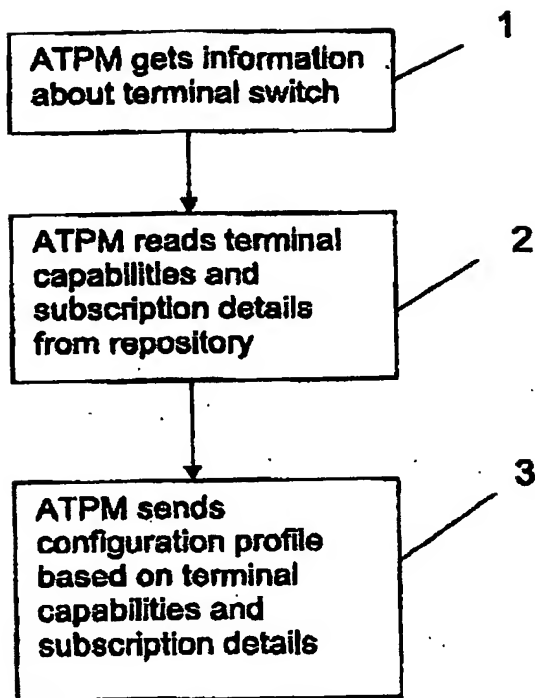 1
ATPM gets information
about terminal switch
2
ATPM reads terminal
capabilities and
subscription details
from repository
3
ATPM sends
configuration profile
based on terminal
capabilities and
subscription details